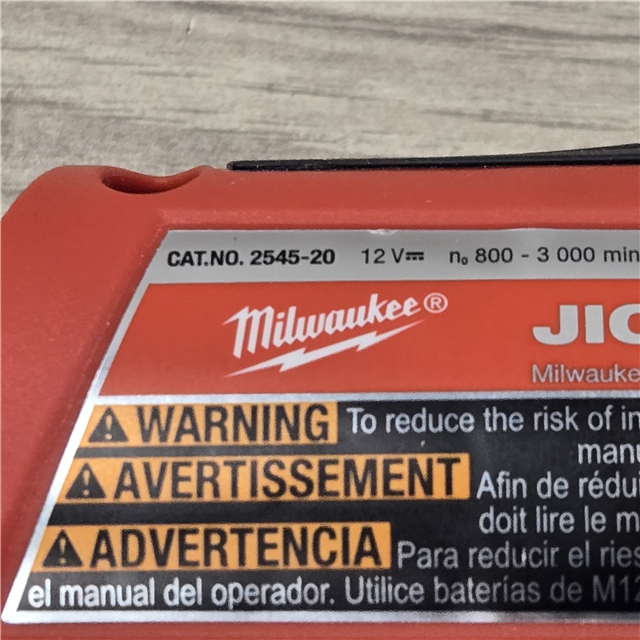 CAT.NO. 2545-20 12 V⎓ n₀ 800 - 3 000 min
Milwaukee®
JIG
Milwauke
⚠WARNING To reduce the risk of in
manu
⚠AVERTISSEMENT Afin de rédui
doit lire le m
⚠ADVERTENCIA Para reducir el ries
el manual del operador. Utilice baterías de M12